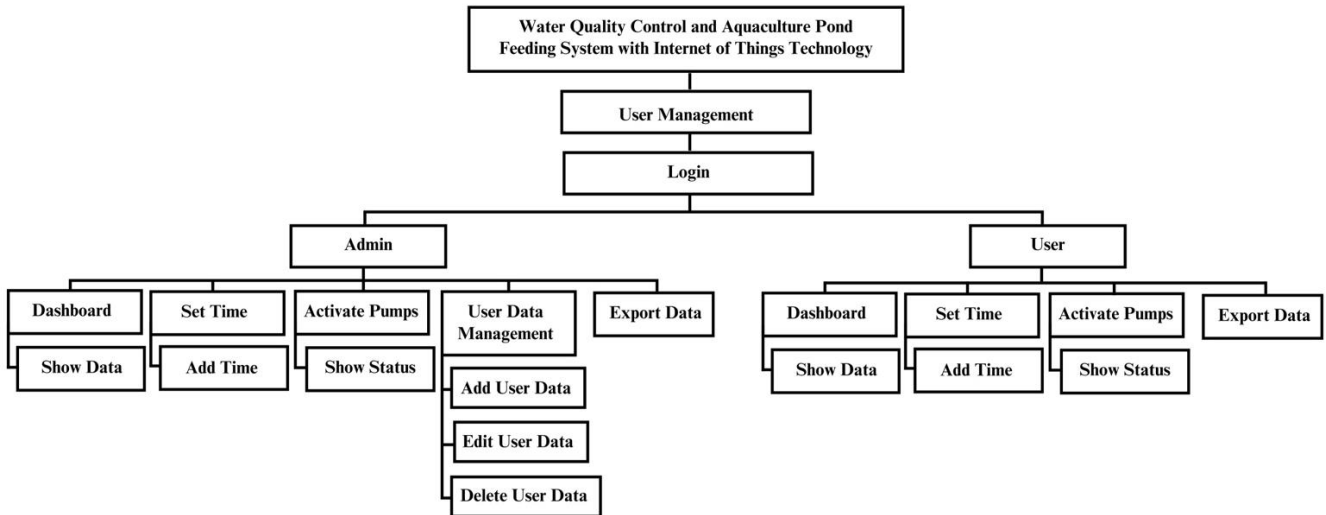 Water Quality Control and Aquaculture Pond
Feeding System with Internet of Things Technology
User Management
Login
Admin
User
Dashboard
Set Time
Activate Pumps
User Data
Management
Export Data
Show Data
Add Time
Show Status
Add User Data
Edit User Data
Delete User Data
Dashboard
Set Time
Activate Pumps
Export Data
Show Data
Add Time
Show Status